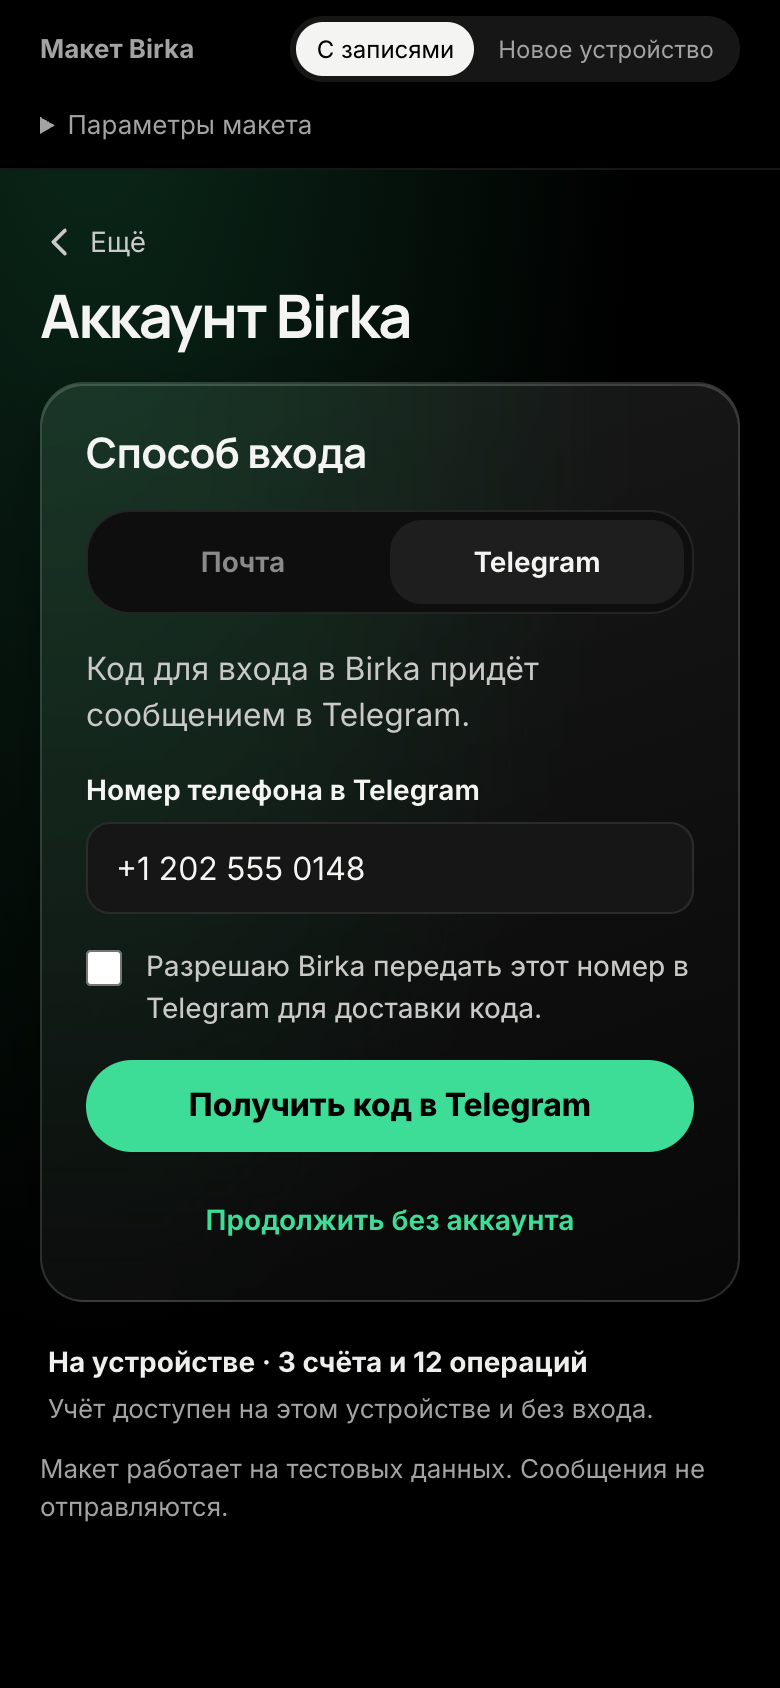 Макет Birka
С записями
Новое устройство
Параметры макета
Ещё
Аккаунт Birka
Способ входа
Почта
Telegram
Код для входа в Birka придёт
сообщением в Telegram.
Номер телефона в Telegram
+1 202 555 0148
Разрешаю Birka передать этот номер в
Telegram для доставки кода.
Получить код в Telegram
Продолжить без аккаунта
На устройстве · 3 счёта и 12 операций
Учёт доступен на этом устройстве и без входа.
Макет работает на тестовых данных. Сообщения не
отправляются.